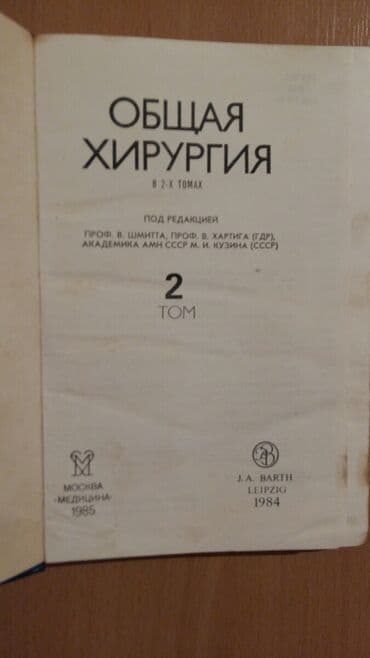 ОБЩАЯ
ХИРУРГИЯ
В 2-Х ТОМАХ
ПОД РЕДАКЦИЕЙ
ПРОФ. В. ШМИТТА, ПРОФ. В. ХАРТИГА (ГДР),
АКАДЕМИКА АМН СССР М. И. КУЗИНА (СССР)
2
ТОМ
МОСКВА
«МЕДИЦИНА»
1985
J. A. BARTH
LEIPZIG
1984